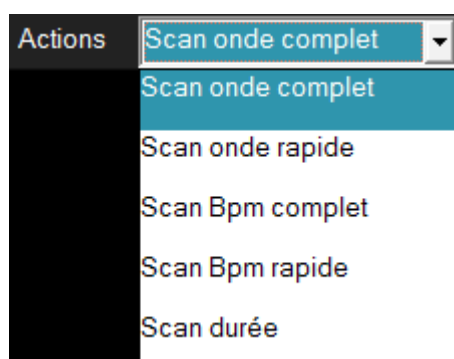 Actions Scan onde complet
Scan onde complet
Scan onde rapide
Scan Bpm complet
Scan Bpm rapide
Scan durée